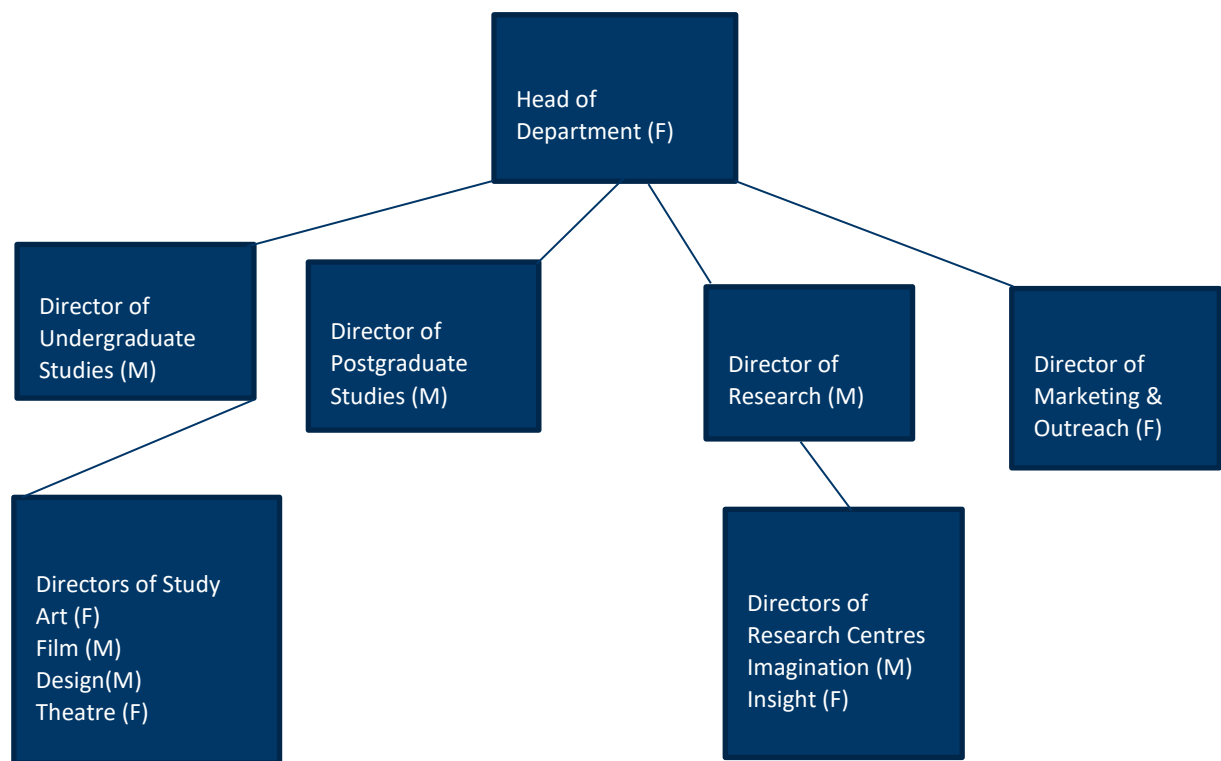 Head of
Department (F)
Director of
Undergraduate
Studies (M)
Director of
Postgraduate
Studies (M)
Director of
Research (M)
Director of
Marketing &
Outreach (F)
Directors of Study
Art (F)
Film (M)
Design(M)
Theatre (F)
Directors of
Research Centres
Imagination (M)
Insight (F)